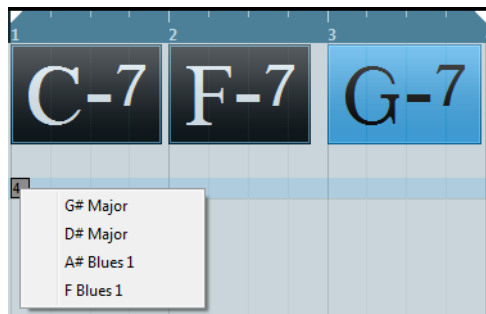 1 2 3
C-7 F-7 G-7
4
G# Major
D# Major
A# Blues 1
F Blues 1